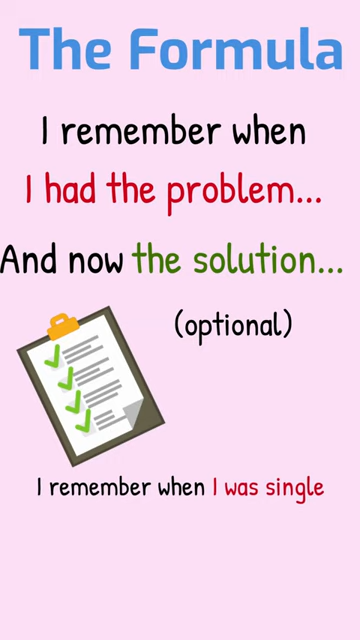 The Formula
I remember when
I had the problem...
And now the solution...
(optional)
I remember when I was single